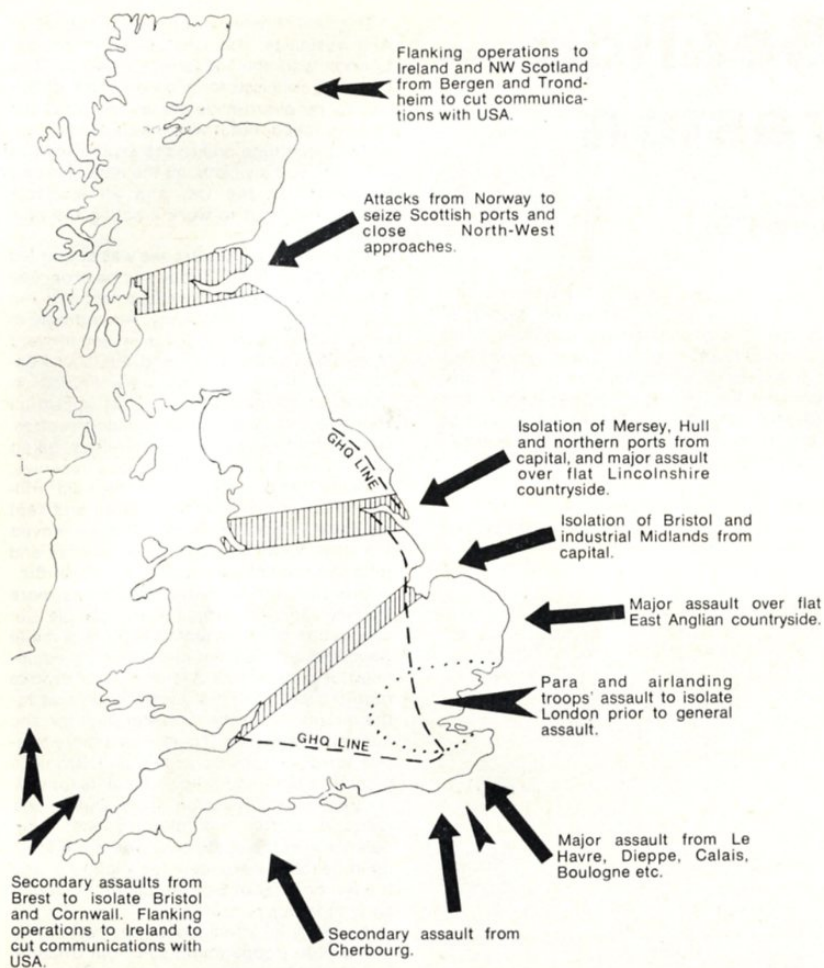 Flanking operations to
Ireland and NW Scotland
from Bergen and Trond-
heim to cut communica-
tions with USA.
Attacks from Norway to
seize Scottish ports and
close North-West
approaches.
Isolation of Mersey, Hull
and northern ports from
capital, and major assault
over flat Lincolnshire
countryside.
GHQ LINE
Isolation of Bristol and
industrial Midlands from
capital.
Major assault over flat
East Anglian countryside.
Para and airlanding
troops' assault to isolate
London prior to general
assault.
GHQ LINE
Major assault from Le
Havre, Dieppe, Calais,
Boulogne etc.
Secondary assaults from
Brest to isolate Bristol
and Cornwall. Flanking
operations to Ireland to
cut communications with
USA.
Secondary assault from
Cherbourg.